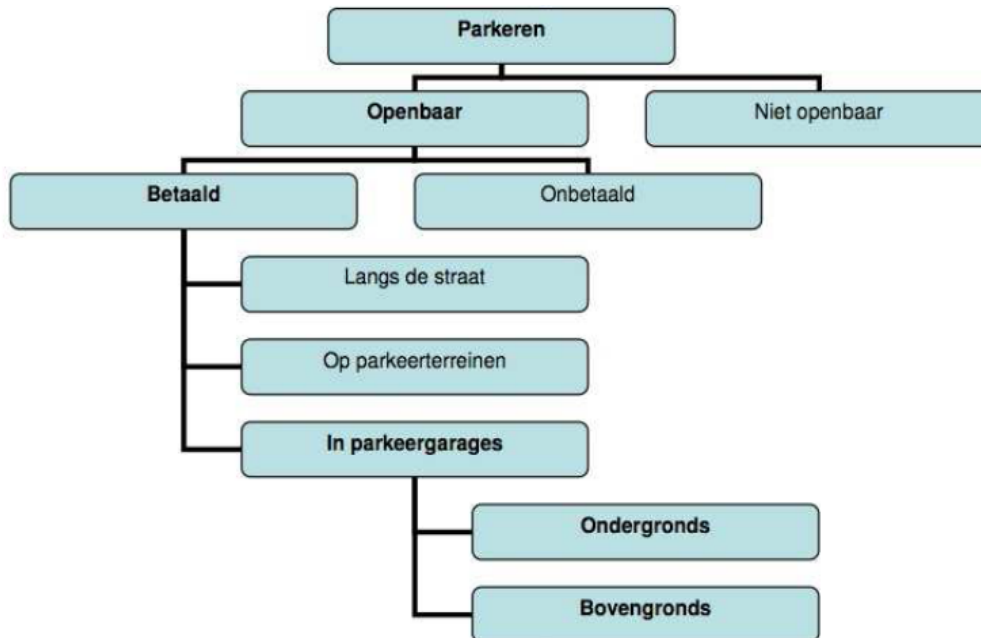 Parkeren
Openbaar
Niet openbaar
Betaald
Onbetaald
Langs de straat
Op parkeerterreinen
In parkeergarages
Ondergronds
Bovengronds